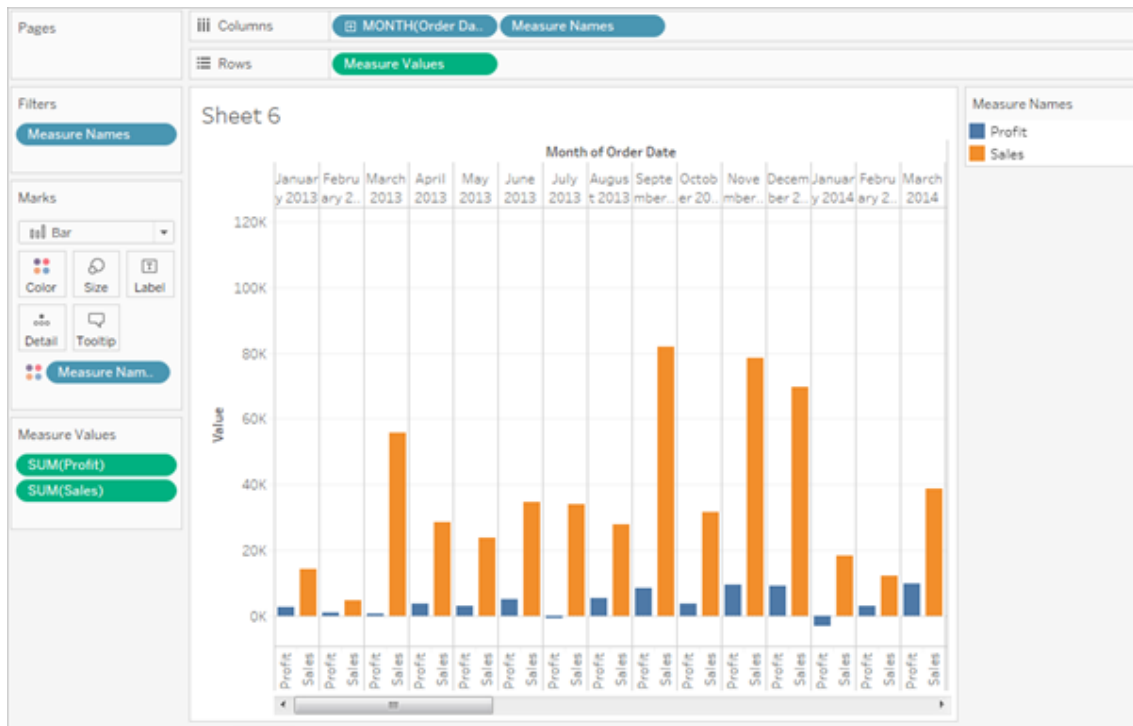 Pages
Columns
MONTH(Order Da..
Measure Names
Rows
Measure Values
Filters
Measure Names
Marks
Bar
Color
Size
Label
Detail
Tooltip
Measure Nam..
Measure Values
SUM(Profit)
SUM(Sales)
Sheet 6
Month of Order Date
Januar Febru March April May June July Augus Septe Octob Nove Decem Januar Febru March
y 2013 ary 2.. 2013 2013 2013 2013 2013 t 2013 mber.. er 20.. mber.. ber 2.. y 2014 ary 2.. 2014
120K
100K
80K
60K
40K
20K
0K
Value
Profit Sales Profit Sales Profit Sales Profit Sales Profit Sales Profit Sales Profit Sales Profit Sales Profit Sales Profit Sales Profit Sales Profit Sales Profit Sales Profit Sales Profit Sales
Measure Names
Profit
Sales